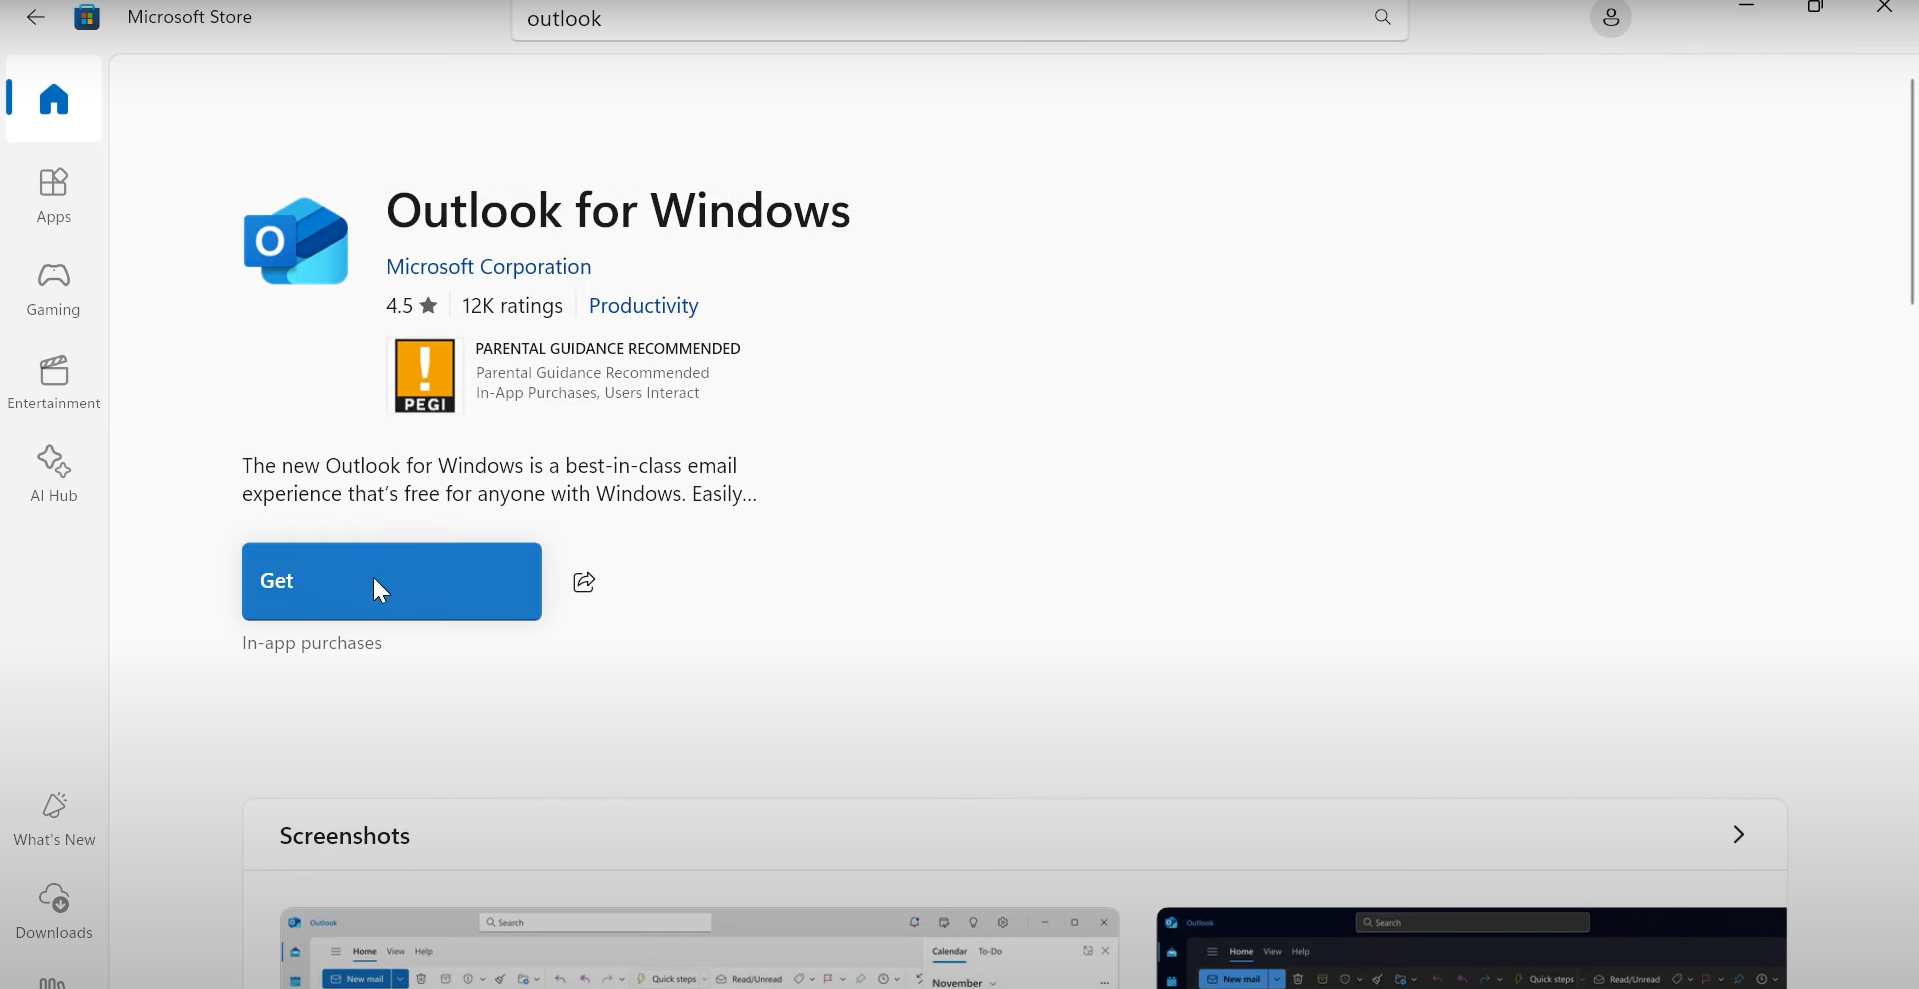 Microsoft Store
outlook
Apps
Gaming
Entertainment
AI Hub
What's New
Downloads
O
Outlook for Windows
Microsoft Corporation
4.5 ★ 12K ratings Productivity
!
PEGI
PARENTAL GUIDANCE RECOMMENDED
Parental Guidance Recommended
In-App Purchases, Users Interact
The new Outlook for Windows is a best-in-class email
experience that's free for anyone with Windows. Easily...
Get
In-app purchases
Screenshots
Outlook Search
Home View Help
Calendar To-Do
New mail Quick steps Read/Unread
November
Outlook Search
Home View Help
New mail Quick steps Read/Unread